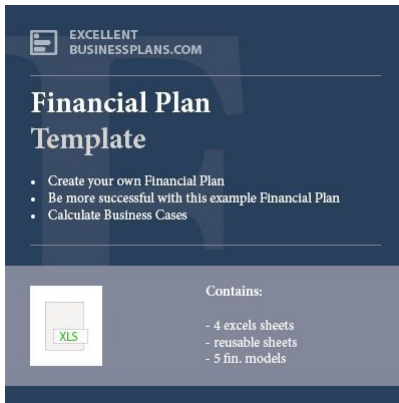 EXCELLENT
BUSINESSPLANS.COM
Financial Plan
Template
• Create your own Financial Plan
• Be more successful with this example Financial Plan
• Calculate Business Cases
Contains:
- 4 excels sheets
- reusable sheets
- 5 fin. models
XLS